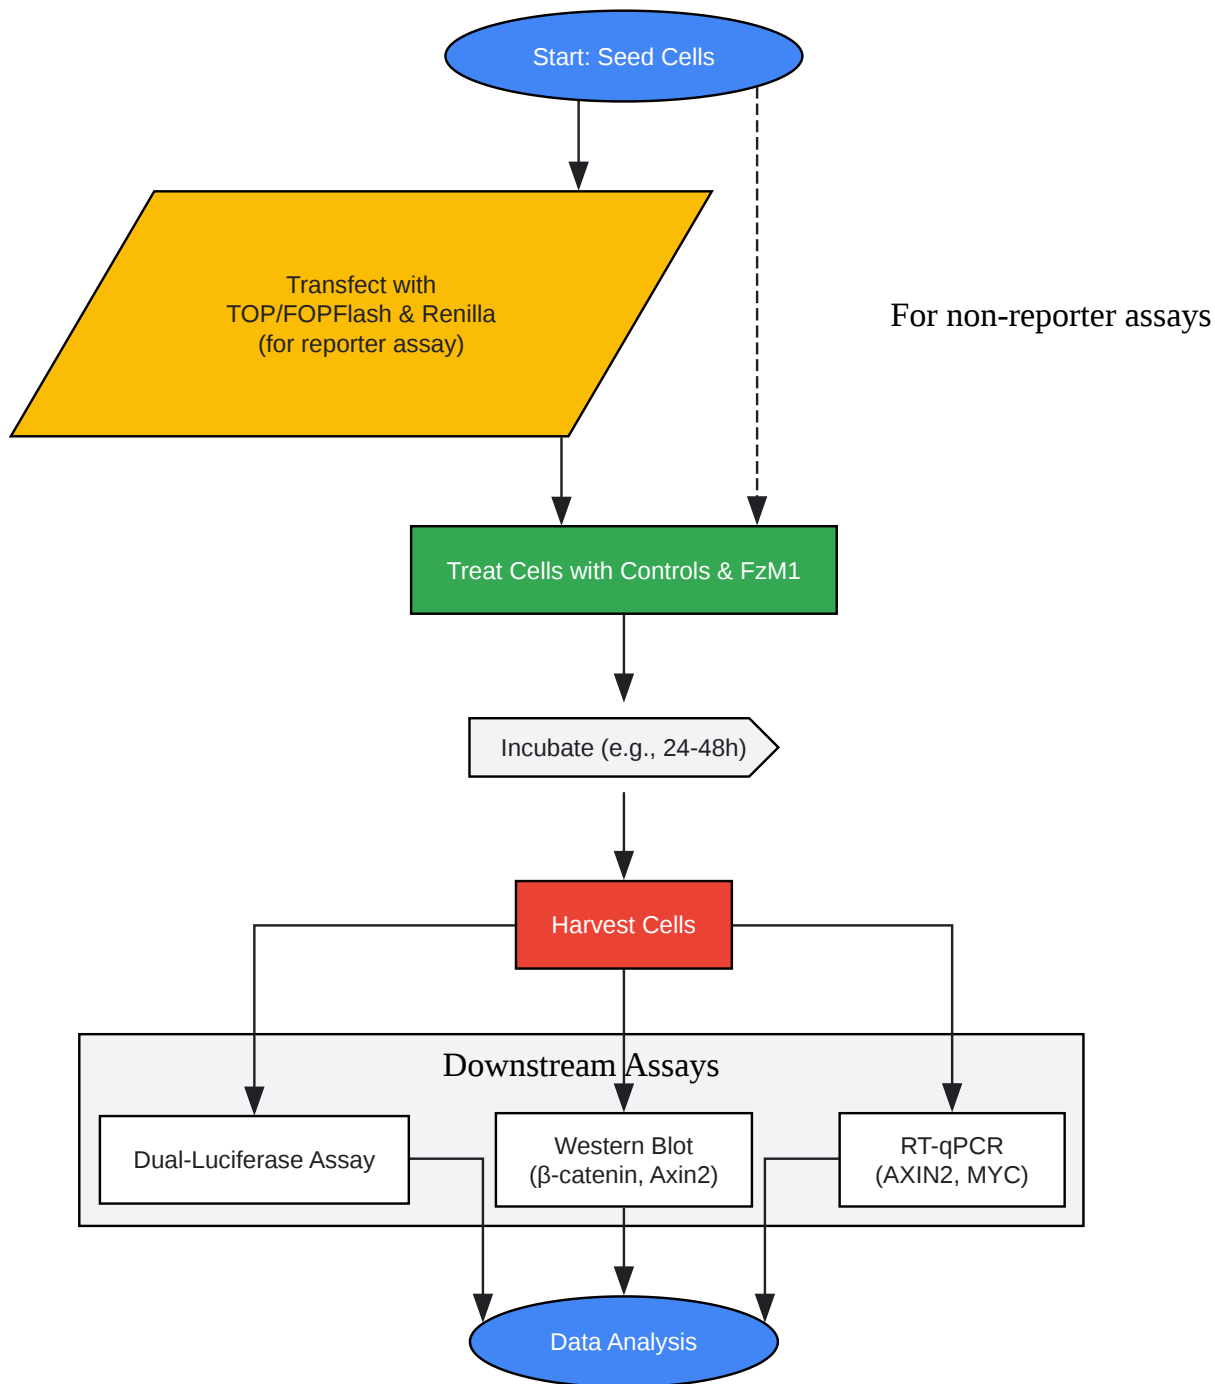 Start: Seed Cells
Transfect with
TOP/FOPFlash & Renilla
(for reporter assay)
For non-reporter assays
Treat Cells with Controls & FzM1
Incubate (e.g., 24-48h)
Harvest Cells
Downstream Assays
Dual-Luciferase Assay
Western Blot
(β-catenin, Axin2)
RT-qPCR
(AXIN2, MYC)
Data Analysis